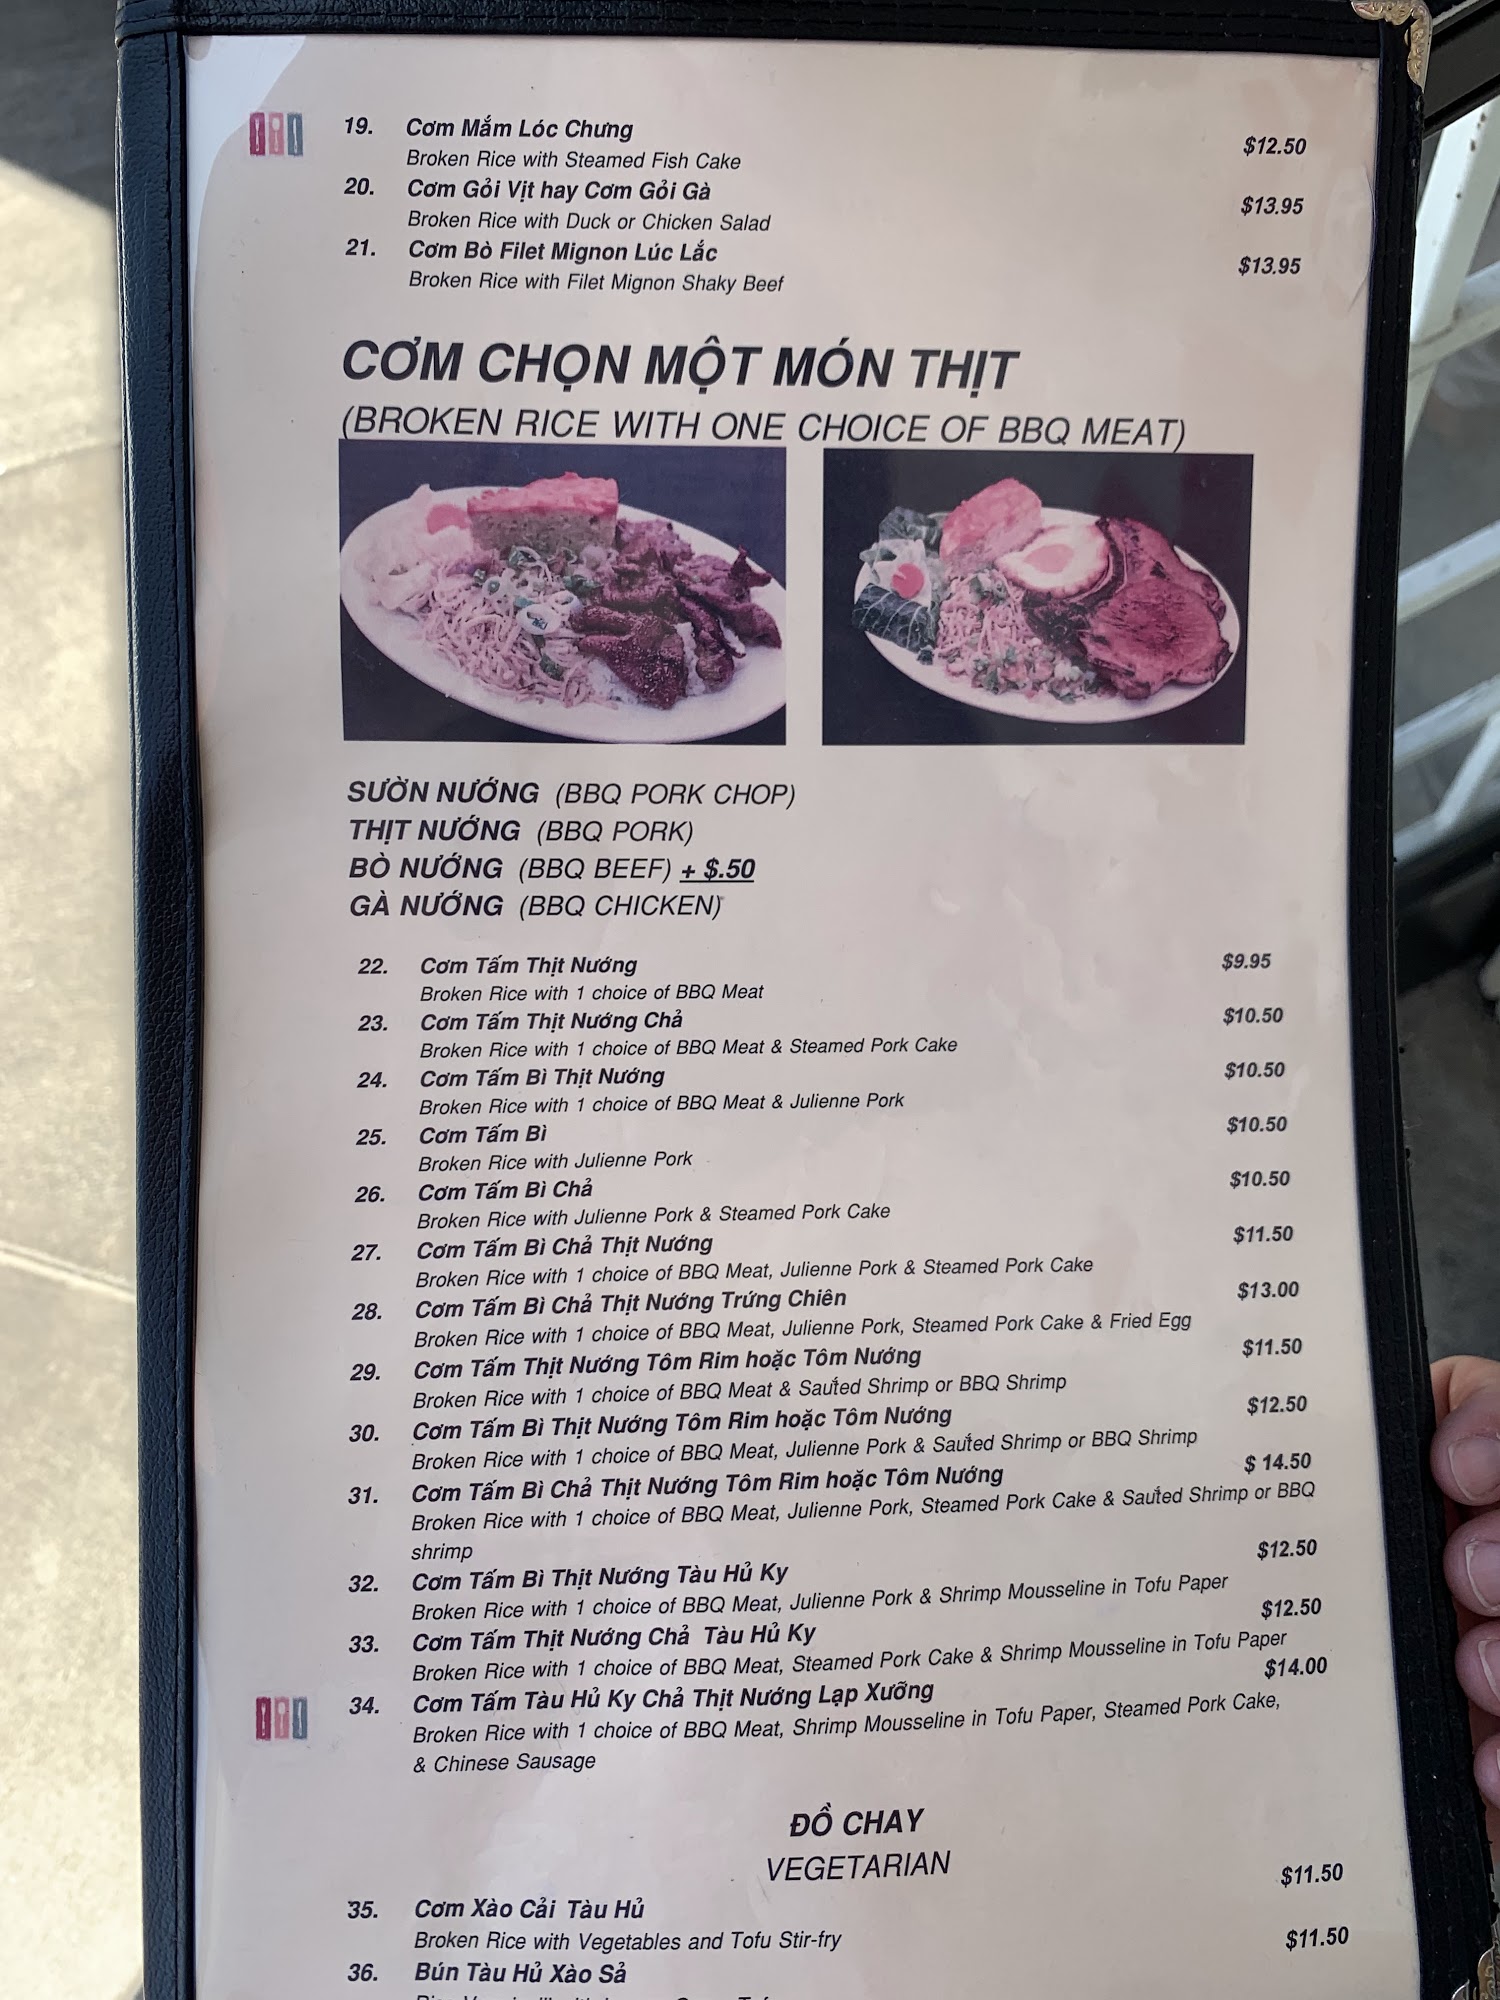 19. Cơm Mắm Lóc Chưng $12.50
Broken Rice with Steamed Fish Cake
20. Cơm Gỏi Vịt hay Cơm Gỏi Gà $13.95
Broken Rice with Duck or Chicken Salad
21. Cơm Bò Filet Mignon Lúc Lắc $13.95
Broken Rice with Filet Mignon Shaky Beef
CƠM CHỌN MỘT MÓN THỊT
(BROKEN RICE WITH ONE CHOICE OF BBQ MEAT)
SƯỜN NƯỚNG (BBQ PORK CHOP)
THỊT NƯỚNG (BBQ PORK)
BÒ NƯỚNG (BBQ BEEF) + $.50
GÀ NƯỚNG (BBQ CHICKEN)
22. Cơm Tấm Thịt Nướng $9.95
Broken Rice with 1 choice of BBQ Meat
23. Cơm Tấm Thịt Nướng Chả $10.50
Broken Rice with 1 choice of BBQ Meat & Steamed Pork Cake
24. Cơm Tấm Bì Thịt Nướng $10.50
Broken Rice with 1 choice of BBQ Meat & Julienne Pork
25. Cơm Tấm Bì $10.50
Broken Rice with Julienne Pork
26. Cơm Tấm Bì Chả $10.50
Broken Rice with Julienne Pork & Steamed Pork Cake
27. Cơm Tấm Bì Chả Thịt Nướng $11.50
Broken Rice with 1 choice of BBQ Meat, Julienne Pork & Steamed Pork Cake
28. Cơm Tấm Bì Chả Thịt Nướng Trứng Chiên $13.00
Broken Rice with 1 choice of BBQ Meat, Julienne Pork, Steamed Pork Cake & Fried Egg
29. Cơm Tấm Thịt Nướng Tôm Rim hoặc Tôm Nướng $11.50
Broken Rice with 1 choice of BBQ Meat & Sauted Shrimp or BBQ Shrimp
30. Cơm Tấm Bì Thịt Nướng Tôm Rim hoặc Tôm Nướng $12.50
Broken Rice with 1 choice of BBQ Meat, Julienne Pork & Sauted Shrimp or BBQ Shrimp
31. Cơm Tấm Bì Chả Thịt Nướng Tôm Rim hoặc Tôm Nướng $ 14.50
Broken Rice with 1 choice of BBQ Meat, Julienne Pork, Steamed Pork Cake & Sauted Shrimp or BBQ
shrimp
32. Cơm Tấm Bì Thịt Nướng Tàu Hủ Ky $12.50
Broken Rice with 1 choice of BBQ Meat, Julienne Pork & Shrimp Mousseline in Tofu Paper
33. Cơm Tấm Thịt Nướng Chả Tàu Hủ Ky $12.50
Broken Rice with 1 choice of BBQ Meat, Steamed Pork Cake & Shrimp Mousseline in Tofu Paper
34. Cơm Tấm Tàu Hủ Ky Chả Thịt Nướng Lạp Xưỡng $14.00
Broken Rice with 1 choice of BBQ Meat, Shrimp Mousseline in Tofu Paper, Steamed Pork Cake,
& Chinese Sausage
ĐỒ CHAY
VEGETARIAN
35. Cơm Xào Cải Tàu Hủ $11.50
Broken Rice with Vegetables and Tofu Stir-fry
36. Bún Tàu Hủ Xào Sả $11.50